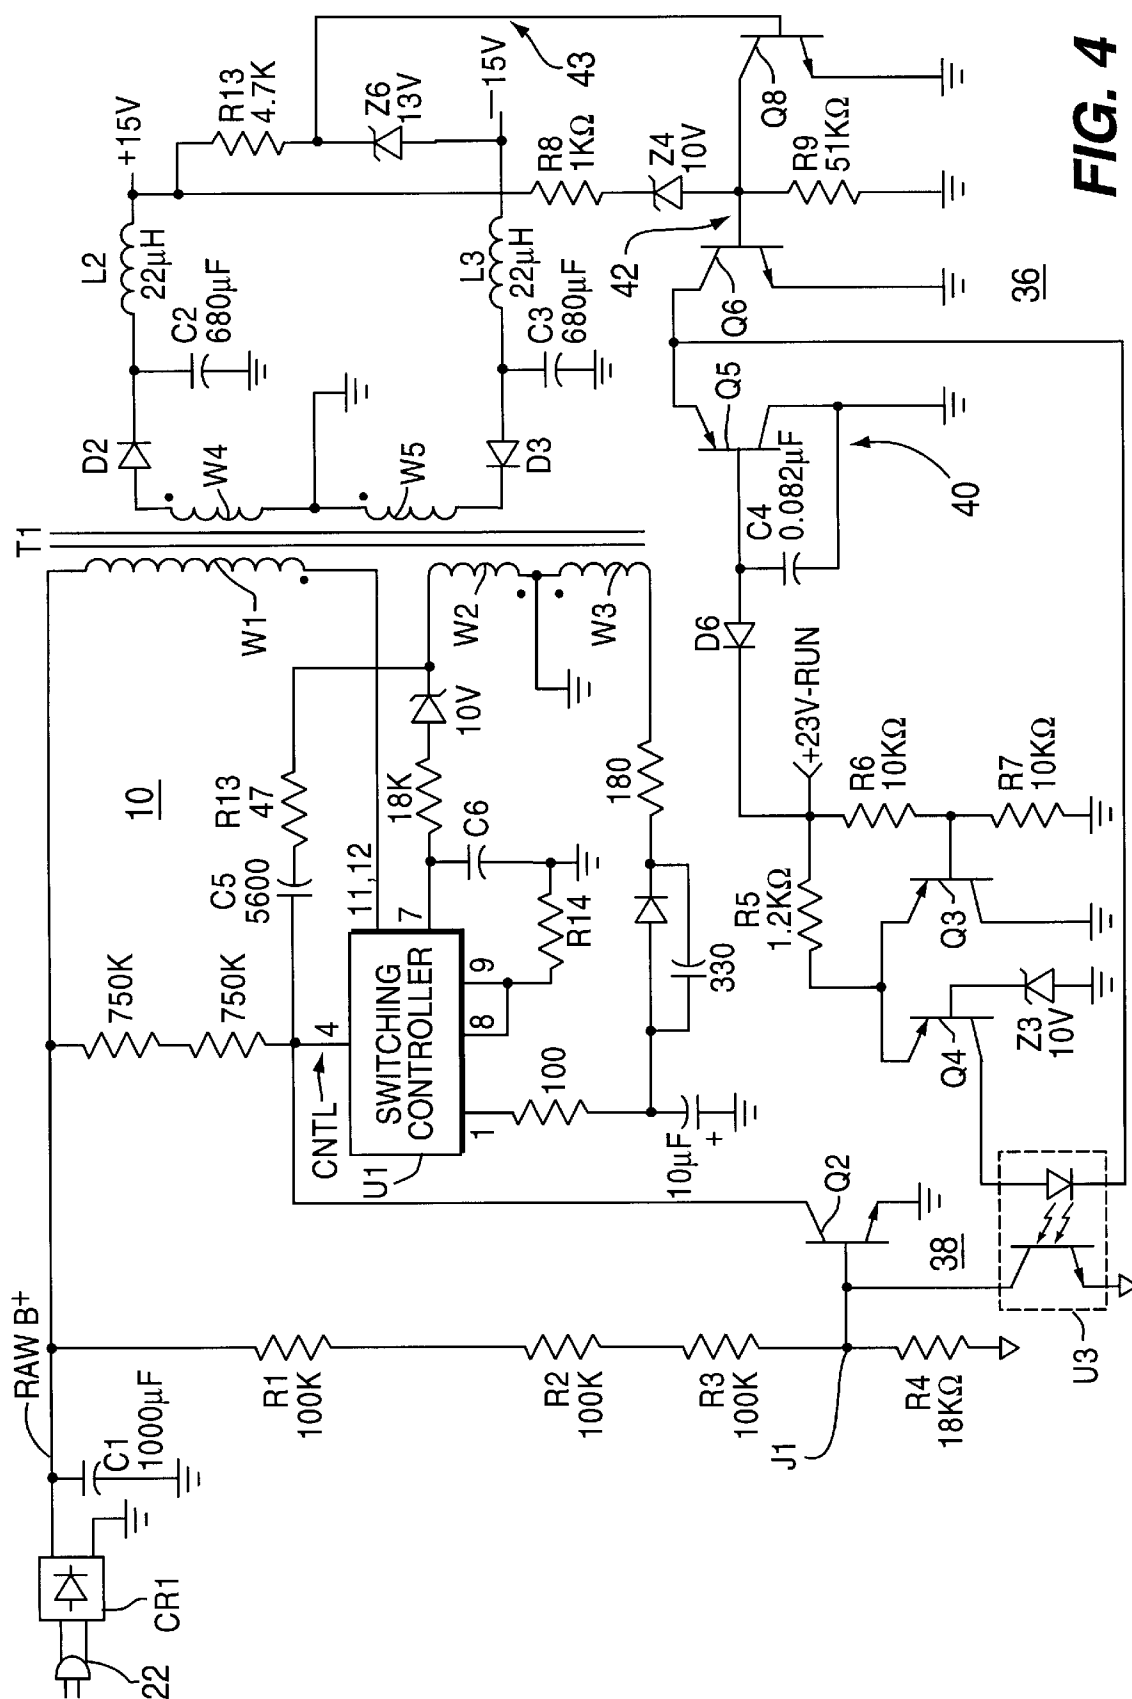 22
CR1
RAW B+
C1
1000µF
R1
100K
R2
100K
R3
100K
J1
R4
18KΩ
38
Q2
U3
750K
750K
CNTL
4
U1
SWITCHING
CONTROLLER
11,12
7
1
8
9
C5
5600
R13
47
10
18K
10V
C6
R14
100
10µF
+
330
180
W1
W2
W3
T1
W4
W5
D2
D3
C2
680µF
C3
680µF
L2
22µH
L3
22µH
+15V
R13
4.7K
Z6
13V
−15V
43
R8
1KΩ
Z4
10V
42
R9
51KΩ
Q8
Q6
36
Q5
40
C4
0.082µF
D6
+23V-RUN
R5
1.2KΩ
R6
10KΩ
R7
10KΩ
Q3
Q4
Z3
10V
FIG. 4